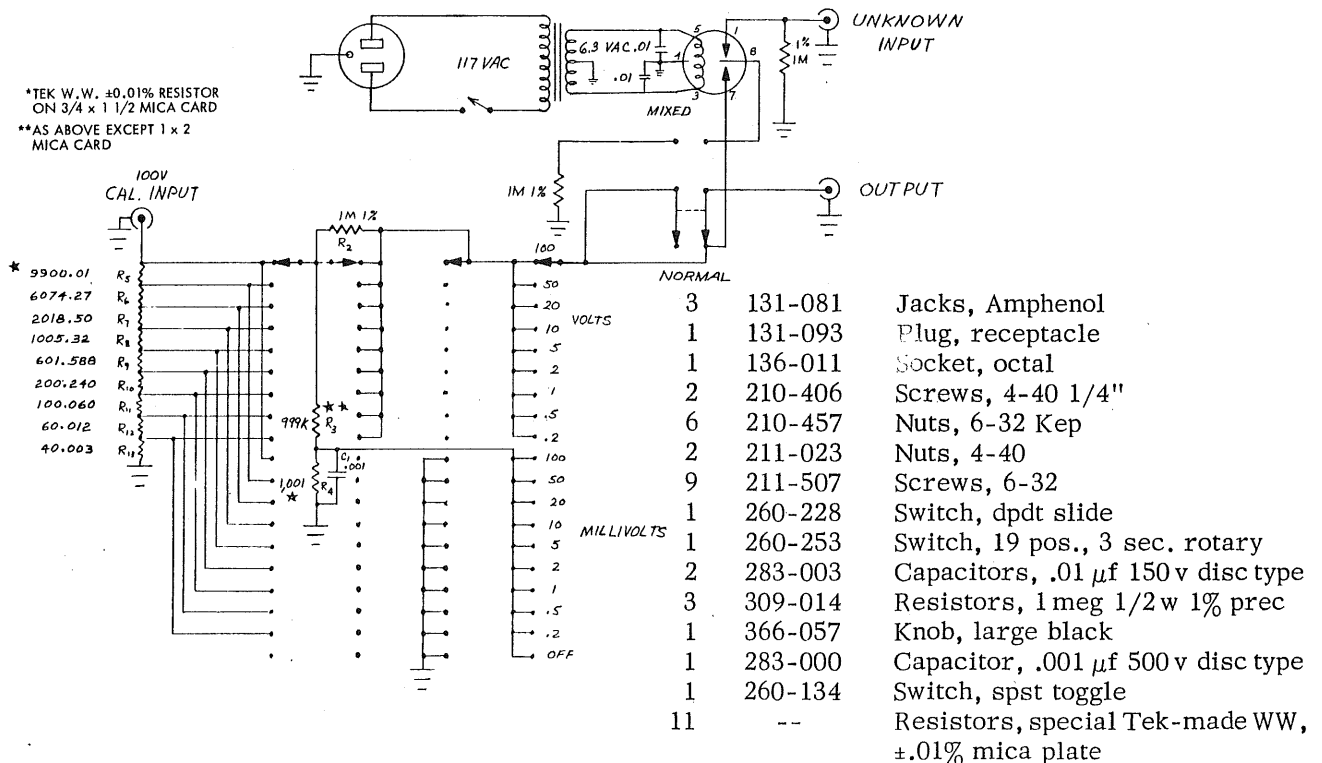 UNKNOWN
INPUT
117 VAC
6.3 VAC
.01
.01
5
1
4
8
3
7
1%
1M
MIXED
*TEK W.W. ±0.01% RESISTOR
ON 3/4 x 1 1/2 MICA CARD
**AS ABOVE EXCEPT 1 x 2
MICA CARD
100V
CAL. INPUT
1M 1%
R2
1M 1%
OUTPUT
NORMAL
★ 9900.01 R5
6074.27 R6
2018.50 R7
1005.32 R8
601.588 R9
200.240 R10
100.060 R11
60.012 R12
40.003 R13
999K ★★ R3
C1
.001
1,001 R4
★
100
50
20
10
5
2
1
.5
.2
VOLTS
100
50
20
10
5
2
1
.5
.2
OFF
MILLIVOLTS
3 131-081 Jacks, Amphenol
1 131-093 Plug, receptacle
1 136-011 Socket, octal
2 210-406 Screws, 4-40 1/4"
6 210-457 Nuts, 6-32 Kep
2 211-023 Nuts, 4-40
9 211-507 Screws, 6-32
1 260-228 Switch, dpdt slide
1 260-253 Switch, 19 pos., 3 sec. rotary
2 283-003 Capacitors, .01 μf 150 v disc type
3 309-014 Resistors, 1 meg 1/2 w 1% prec
1 366-057 Knob, large black
1 283-000 Capacitor, .001 μf 500 v disc type
1 260-134 Switch, spst toggle
11 -- Resistors, special Tek-made WW,
±.01% mica plate